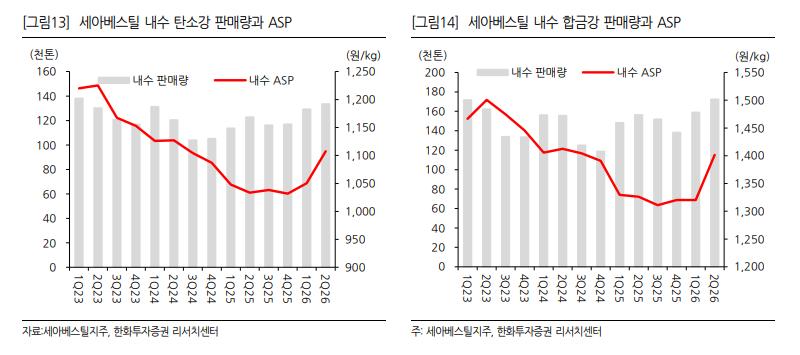 [그림13] 세아베스틸 내수 탄소강 판매량과 ASP
(천톤)
(원/kg)
내수 판매량
내수 ASP
160
140
120
100
80
60
40
20
0
1,250
1,200
1,150
1,100
1,050
1,000
950
900
1Q23
2Q23
3Q23
4Q23
1Q24
2Q24
3Q24
4Q24
1Q25
2Q25
3Q25
4Q25
1Q26
2Q26
자료:세아베스틸지주, 한화투자증권 리서치센터
[그림14] 세아베스틸 내수 합금강 판매량과 ASP
(천톤)
(원/kg)
내수 판매량
내수 ASP
200
180
160
140
120
100
80
60
40
20
0
1,550
1,500
1,450
1,400
1,350
1,300
1,250
1,200
1Q23
2Q23
3Q23
4Q23
1Q24
2Q24
3Q24
4Q24
1Q25
2Q25
3Q25
4Q25
1Q26
2Q26
주: 세아베스틸지주, 한화투자증권 리서치센터